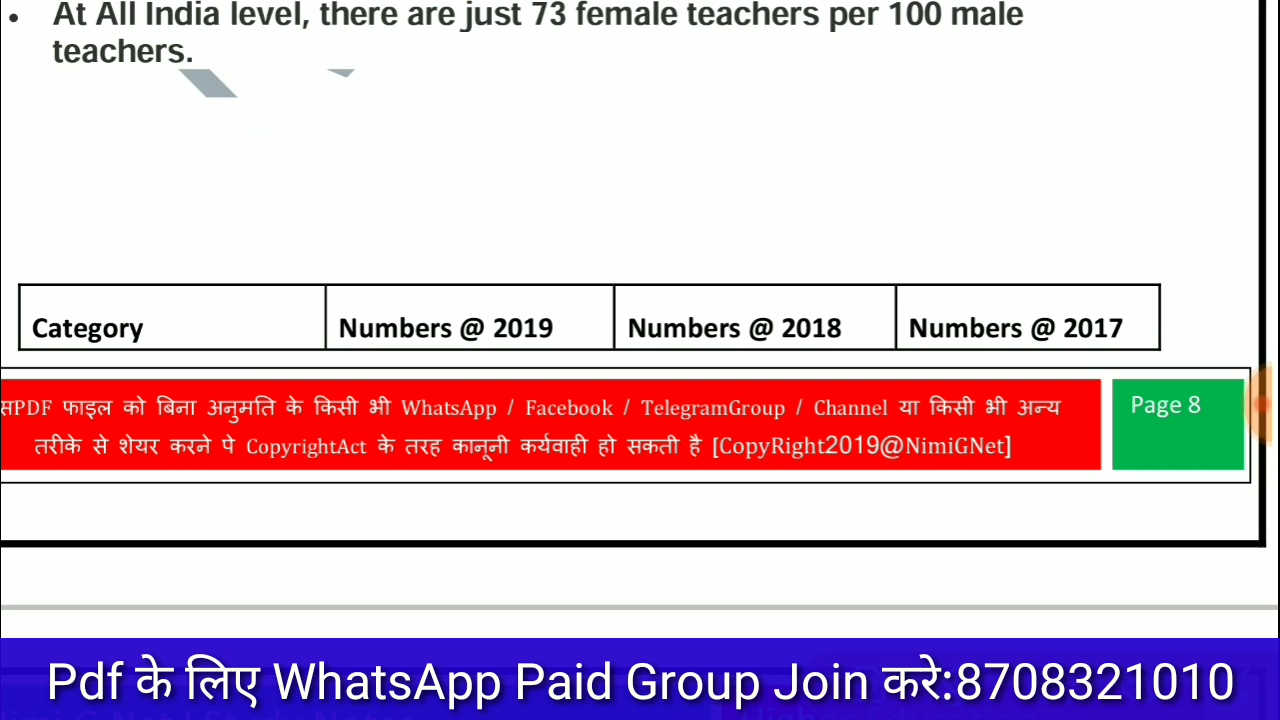 • At All India level, there are just 73 female teachers per 100 male
teachers.
Category Numbers @ 2019 Numbers @ 2018 Numbers @ 2017
सPDF फाइल को बिना अनुमति के किसी भी WhatsApp / Facebook / TelegramGroup / Channel या किसी भी अन्य
तरीके से शेयर करने पे CopyrightAct के तरह कानूनी कर्यवाही हो सकती है [CopyRight2019@NimiGNet]
Page 8
Pdf के लिए WhatsApp Paid Group Join करे:8708321010